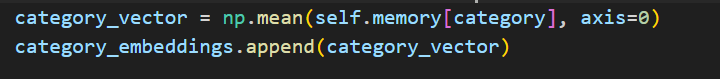 category_vector = np.mean(self.memory[category], axis=0)
category_embeddings.append(category_vector)